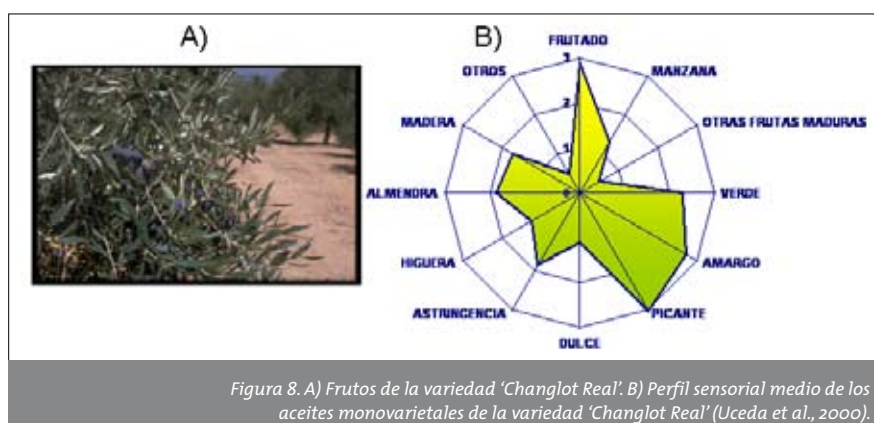 A)
B)
FRUTADO
MANZANA
OTRAS FRUTAS MADURAS
VERDE
AMARGO
PICANTE
DULCE
ASTRINGENCIA
HIGUERA
ALMENDRA
MADERA
OTROS
3
2
1
0
Figura 8. A) Frutos de la variedad ‘Changlot Real’. B) Perfil sensorial medio de los
aceites monovarietales de la variedad ‘Changlot Real’ (Uceda et al., 2000).